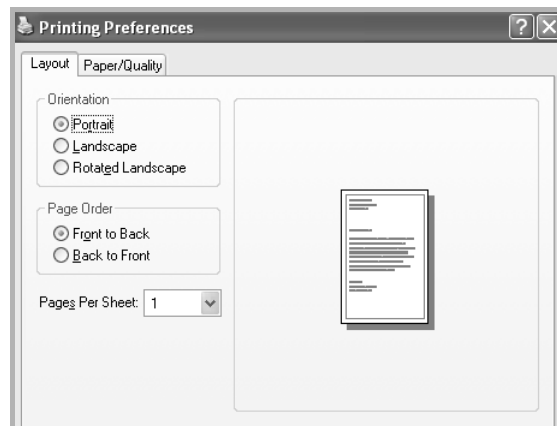 Printing Preferences
Layout Paper/Quality
Orientation
Portrait
Landscape
Rotated Landscape
Page Order
Front to Back
Back to Front
Pages Per Sheet: 1